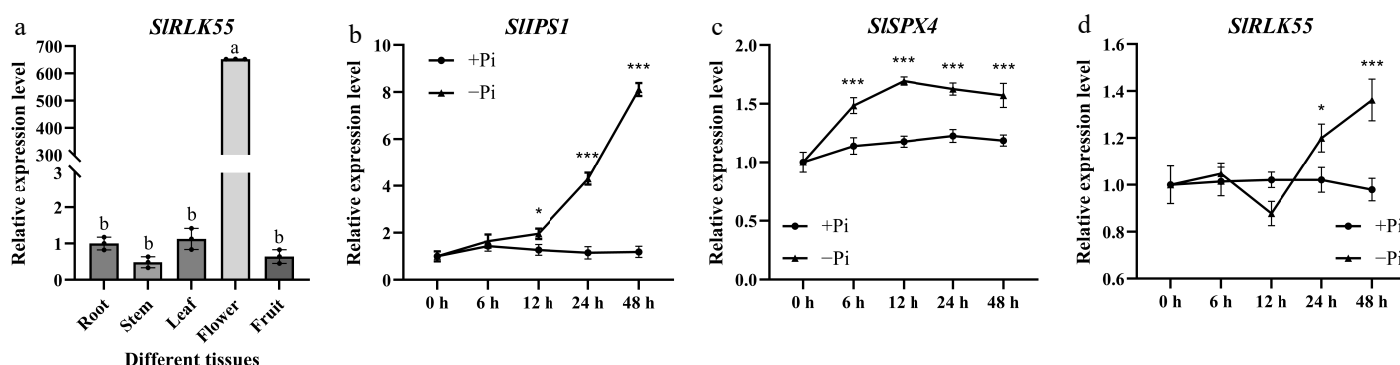 a
SlRLK55
Relative expression level
700
600
500
400
300
3
2
1
0
b
b
b
a
b
Root
Stem
Leaf
Flower
Fruit
Different tissues
b
SlIPS1
Relative expression level
10
8
6
4
2
0
+Pi
−Pi
*
***
***
0 h
6 h
12 h
24 h
48 h
c
SlSPX4
Relative expression level
2.0
1.5
1.0
0.5
0.0
***
***
***
***
+Pi
−Pi
0 h
6 h
12 h
24 h
48 h
d
SlRLK55
Relative expression level
1.6
1.4
1.2
1.0
0.8
0.6
*
***
+Pi
−Pi
0 h
6 h
12 h
24 h
48 h